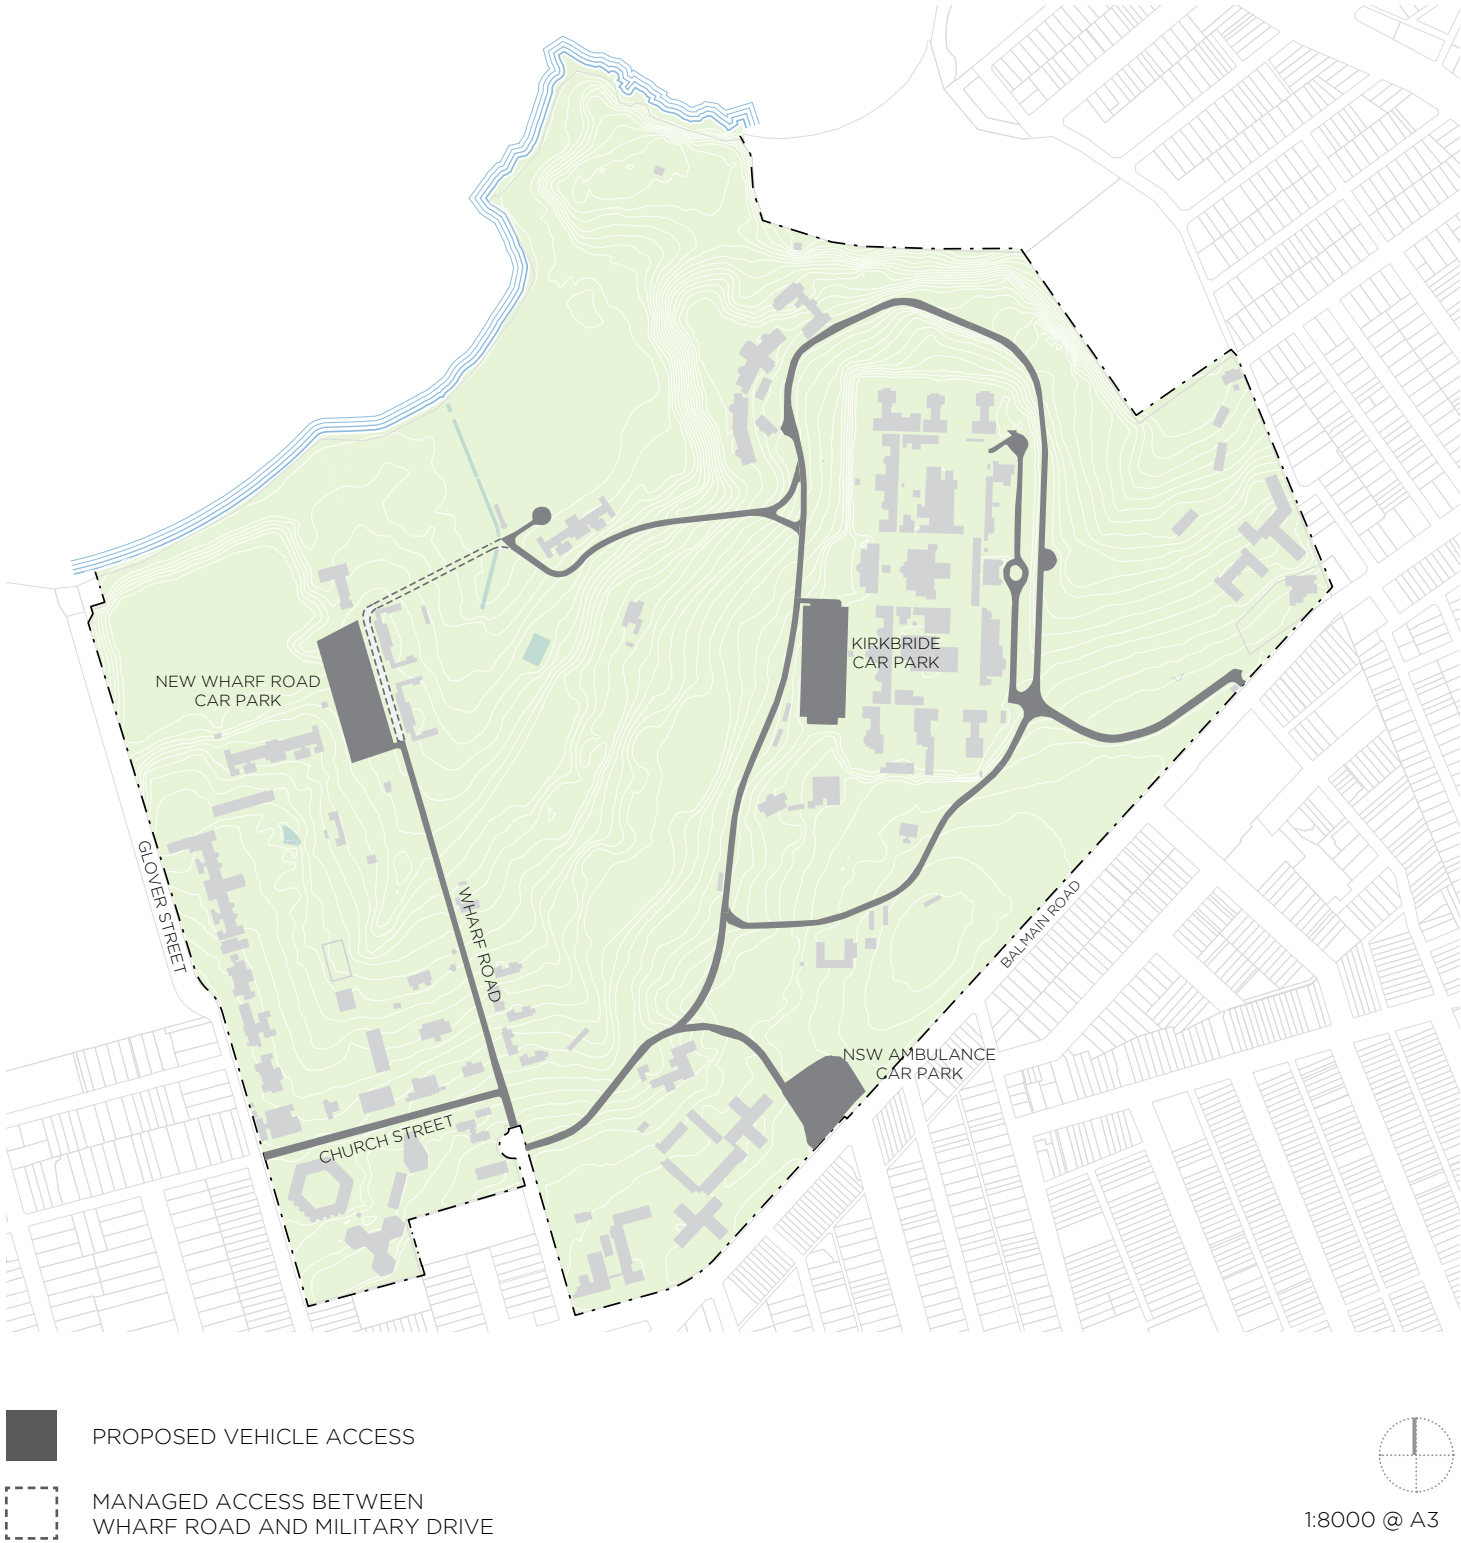 KIRKBRIDE
CAR PARK
NEW WHARF ROAD
CAR PARK
GLOVER STREET
WHARF ROAD
BALMAIN ROAD
NSW AMBULANCE
CAR PARK
CHURCH STREET
PROPOSED VEHICLE ACCESS
MANAGED ACCESS BETWEEN
WHARF ROAD AND MILITARY DRIVE
1:8000 @ A3